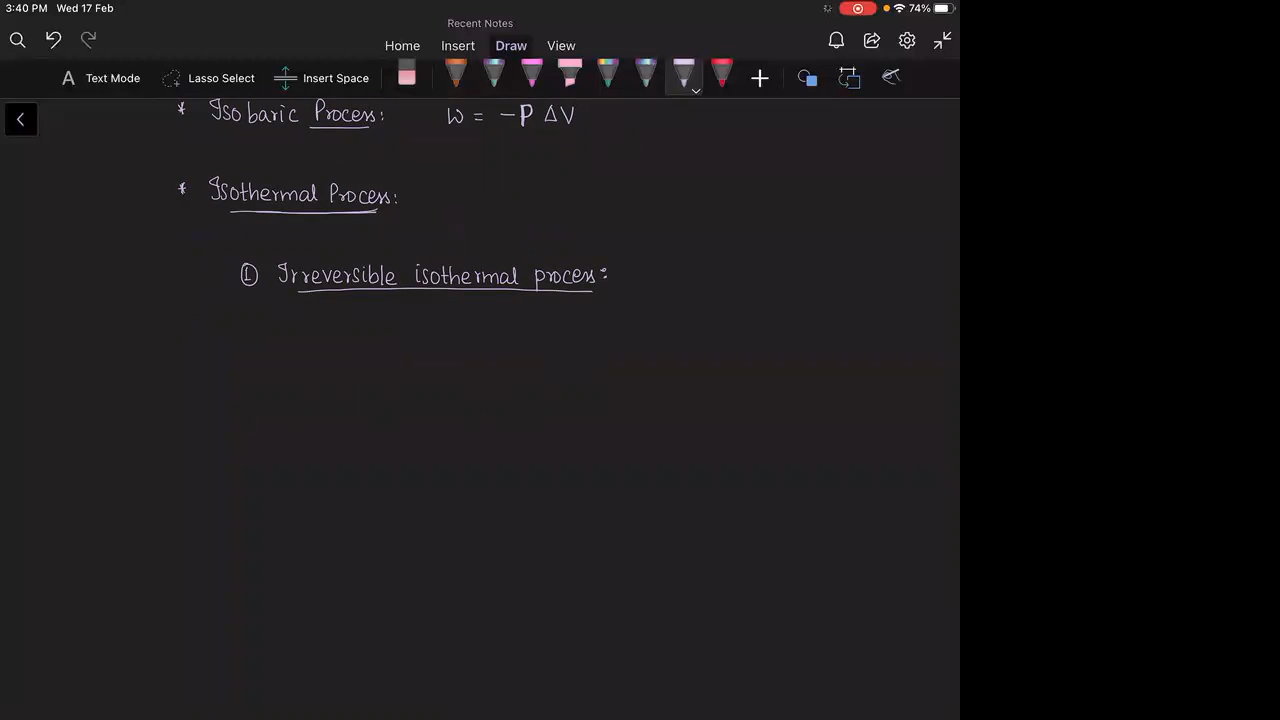 3:40 PM Wed 17 Feb 74%
Recent Notes
Home Insert Draw View
A Text Mode Lasso Select Insert Space
* Isobaric Process: W = -P ΔV
* Isothermal Process:
① Irreversible isothermal process: